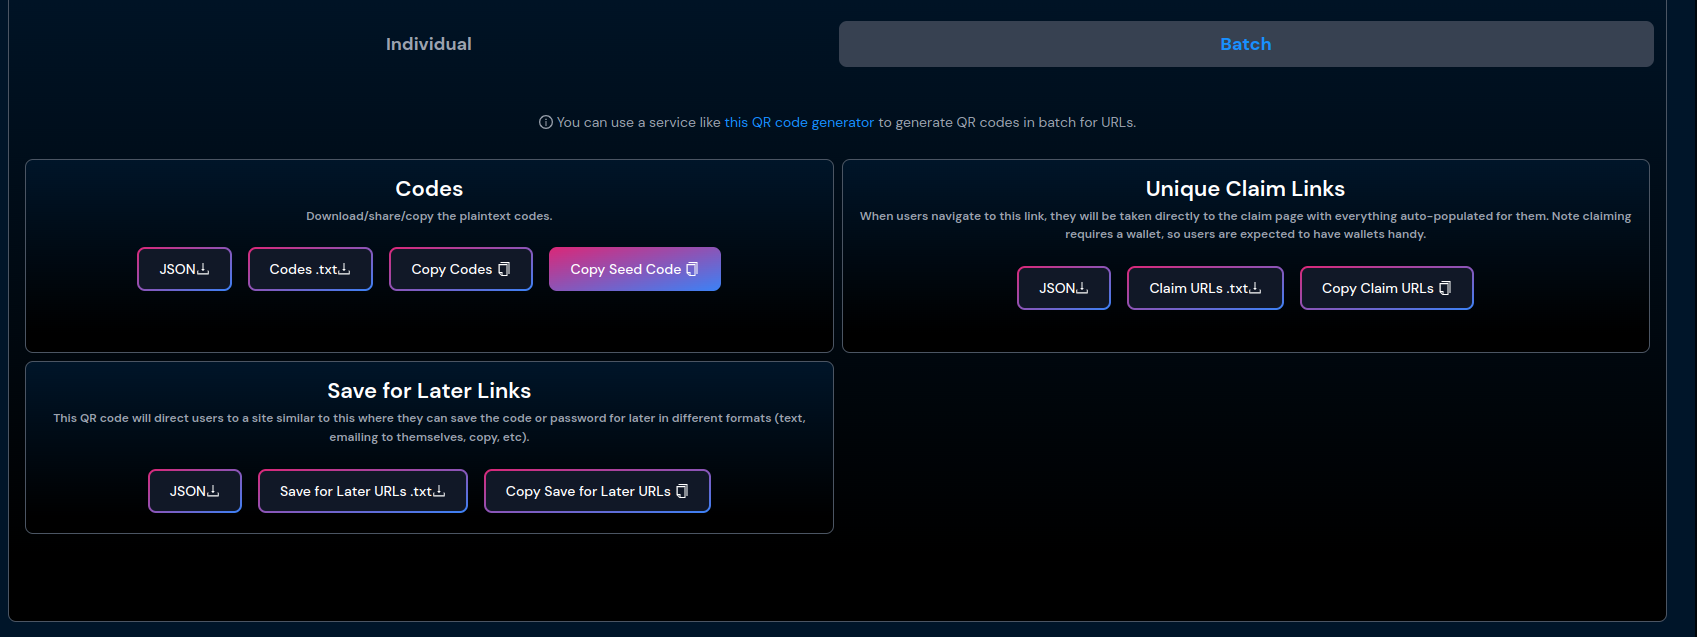 Individual
Batch
You can use a service like this QR code generator to generate QR codes in batch for URLs.
Codes
Download/share/copy the plaintext codes.
JSON
Codes .txt
Copy Codes
Copy Seed Code
Unique Claim Links
When users navigate to this link, they will be taken directly to the claim page with everything auto-populated for them. Note claiming
requires a wallet, so users are expected to have wallets handy.
JSON
Claim URLs .txt
Copy Claim URLs
Save for Later Links
This QR code will direct users to a site similar to this where they can save the code or password for later in different formats (text,
emailing to themselves, copy, etc).
JSON
Save for Later URLs .txt
Copy Save for Later URLs